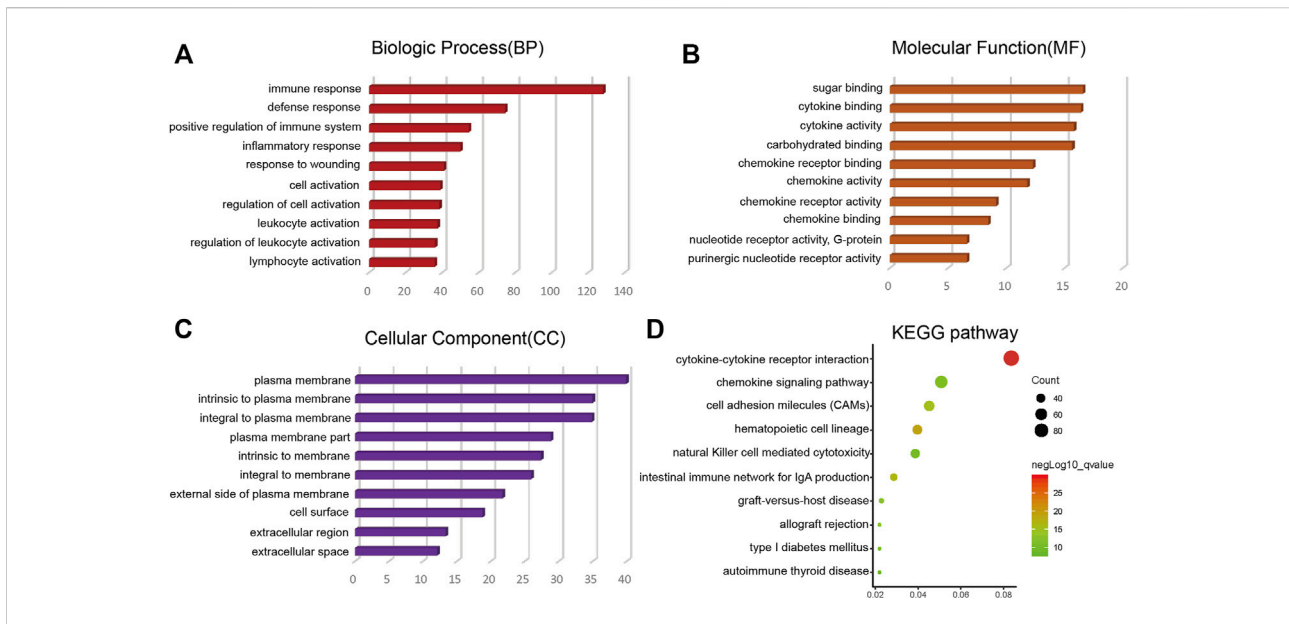 A
Biologic Process(BP)
immune response
defense response
positive regulation of immune system
inflammatory response
response to wounding
cell activation
regulation of cell activation
leukocyte activation
regulation of leukocyte activation
lymphocyte activation
0 20 40 60 80 100 120 140
B
Molecular Function(MF)
sugar binding
cytokine binding
cytokine activity
carbohydrated binding
chemokine receptor binding
chemokine activity
chemokine receptor activity
chemokine binding
nucleotide receptor activity, G-protein
purinergic nucleotide receptor activity
0 5 10 15 20
C
Cellular Component(CC)
plasma membrane
intrinsic to plasma membrane
integral to plasma membrane
plasma membrane part
intrinsic to membrane
integral to membrane
external side of plasma membrane
cell surface
extracellular region
extracellular space
0 5 10 15 20 25 30 35 40
D
KEGG pathway
cytokine-cytokine receptor interaction
chemokine signaling pathway
cell adhesion milecules (CAMs)
hematopoietic cell lineage
natural Killer cell mediated cytotoxicity
intestinal immune network for IgA production
graft-versus-host disease
allograft rejection
type I diabetes mellitus
autoimmune thyroid disease
0.02 0.04 0.06 0.08
Count
40
60
80
negLog10_qvalue
25
20
15
10